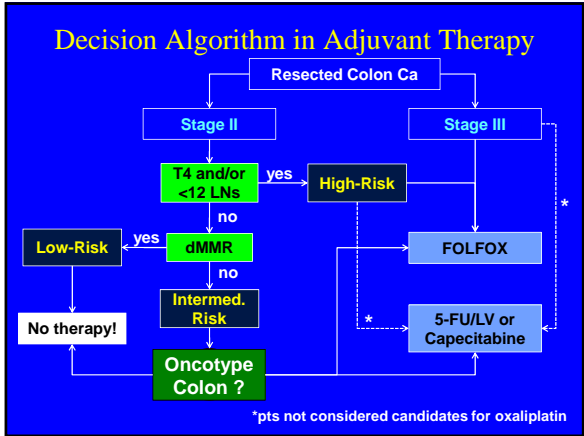 Decision Algorithm in Adjuvant Therapy
Resected Colon Ca
Stage II
Stage III
T4 and/or
<12 LNs
yes
High-Risk
*
no
Low-Risk
yes
dMMR
FOLFOX
no
Intermed.
Risk
No therapy!
*
5-FU/LV or
Capecitabine
Oncotype
Colon ?
*pts not considered candidates for oxaliplatin